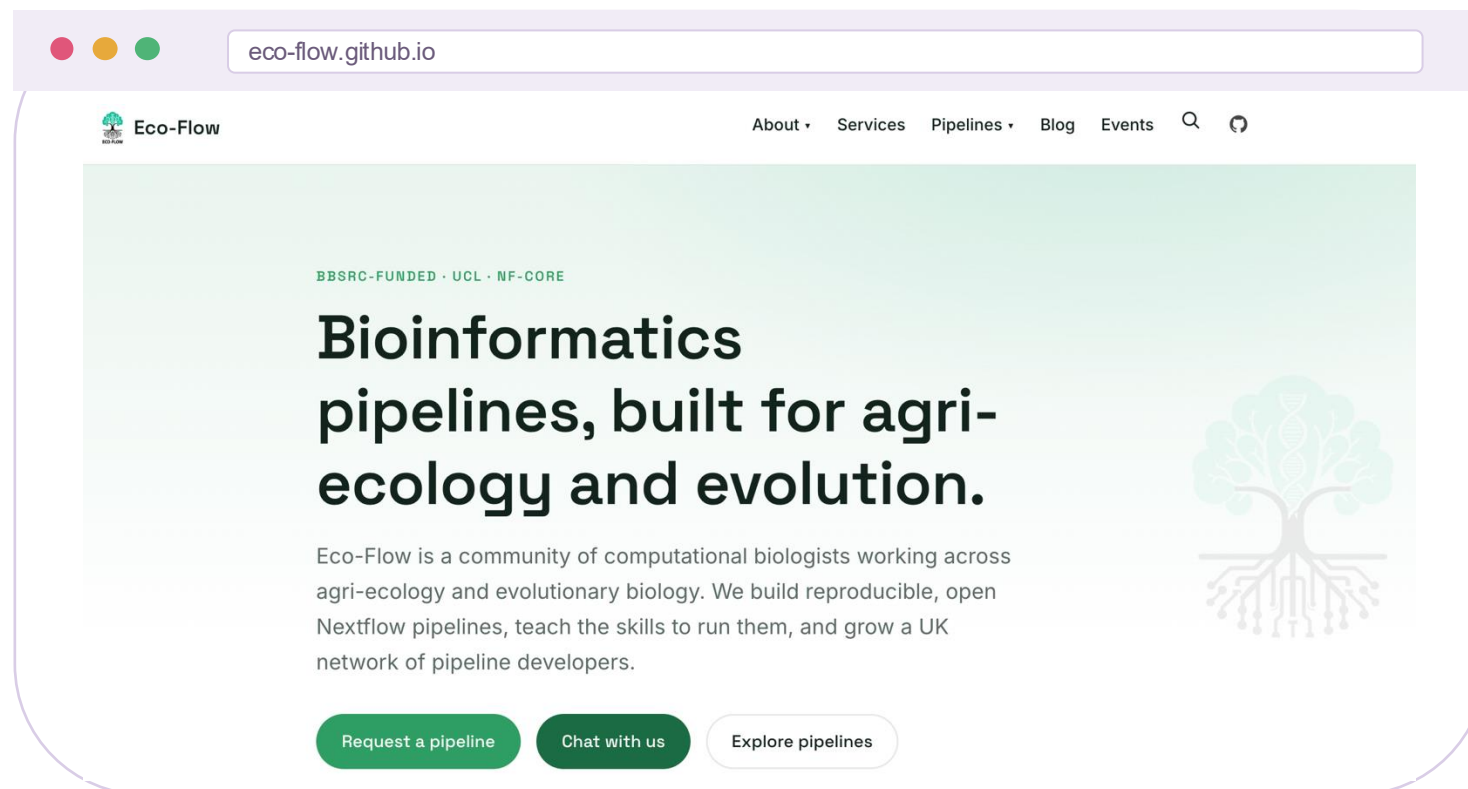 eco-flow.github.io
ECO-FLOW
Eco-Flow
About ▾
Services
Pipelines ▾
Blog
Events
BBSRC-FUNDED · UCL · NF-CORE
Bioinformatics
pipelines, built for agri-
ecology and evolution.
Eco-Flow is a community of computational biologists working across
agri-ecology and evolutionary biology. We build reproducible, open
Nextflow pipelines, teach the skills to run them, and grow a UK
network of pipeline developers.
Request a pipeline
Chat with us
Explore pipelines